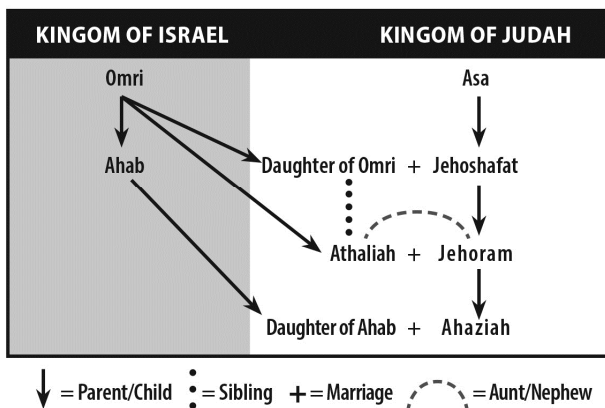 KINGOM OF ISRAEL KINGOM OF JUDAH
Omri Asa
Ahab Daughter of Omri + Jehoshafat
Athaliah + Jehoram
Daughter of Ahab + Ahaziah
= Parent/Child = Sibling + = Marriage = Aunt/Nephew